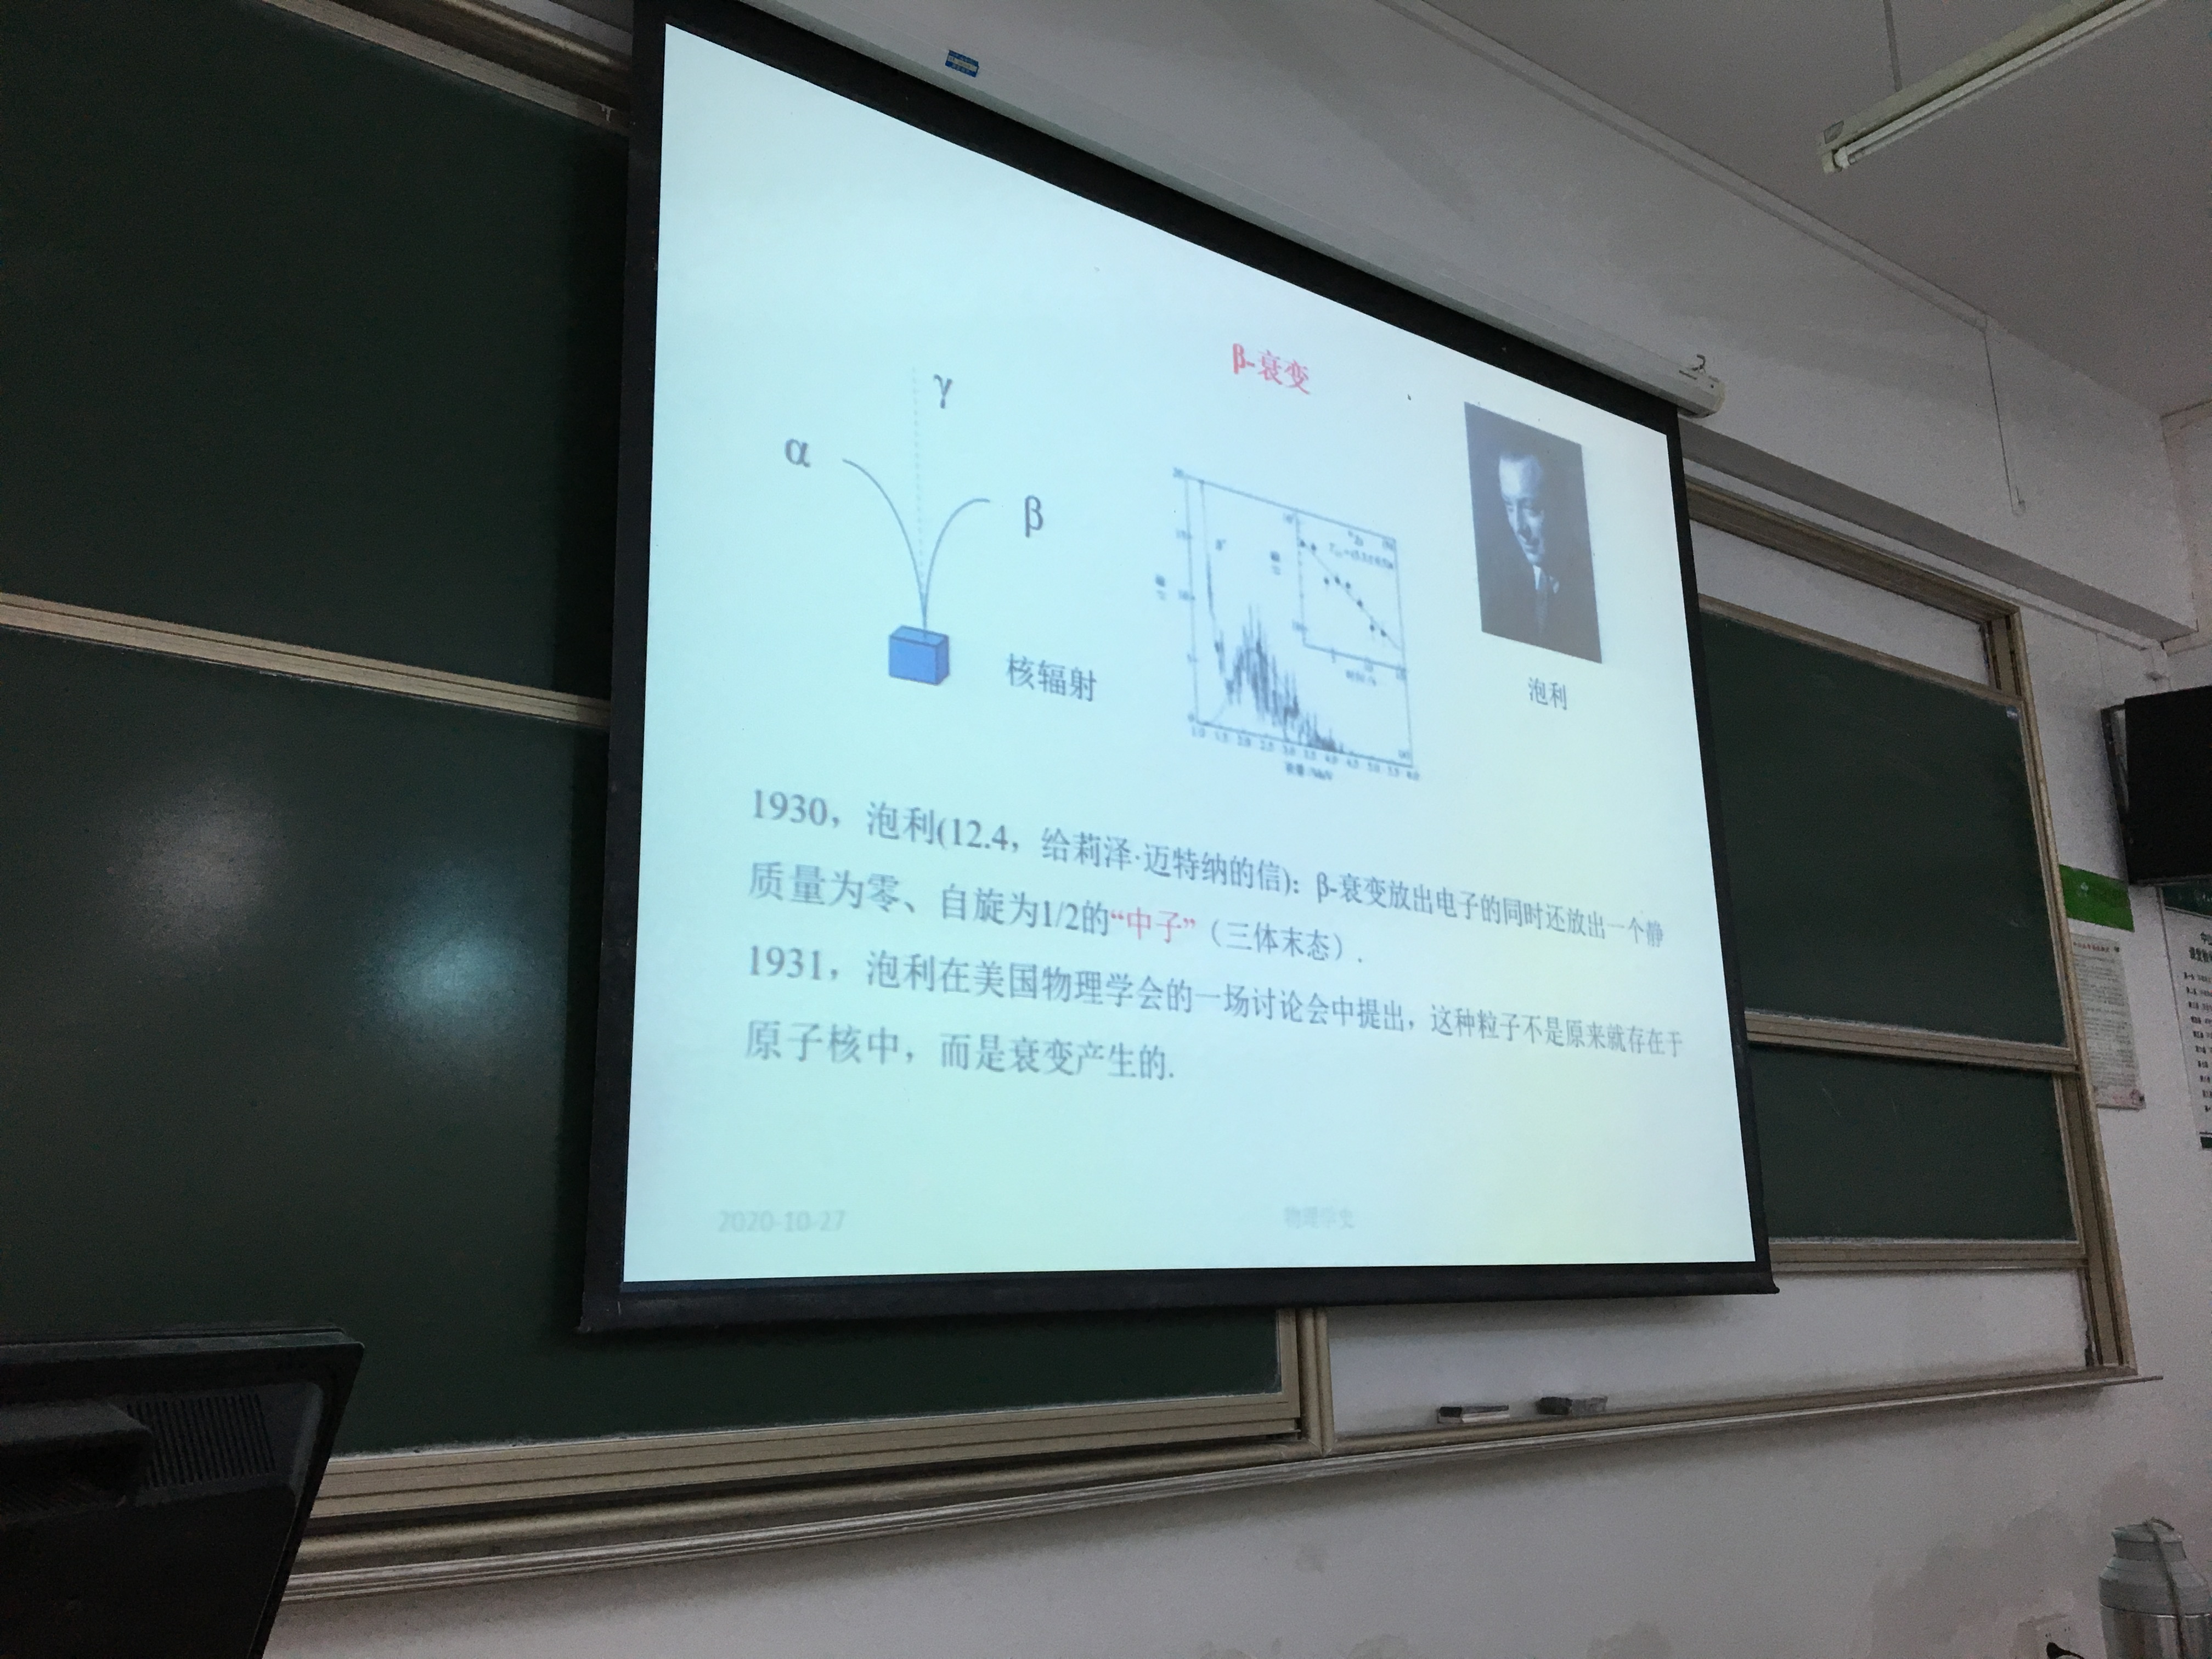 β-衰变
γ
α
β
核辐射
泡利
1930，泡利(12.4，给莉泽·迈特纳的信)：β-衰变放出电子的同时还放出一个静
质量为零、自旋为1/2的“中子”（三体末态）.
1931，泡利在美国物理学会的一场讨论会中提出，这种粒子不是原来就存在于
原子核中，而是衰变产生的.
2020-10-27
物理学史